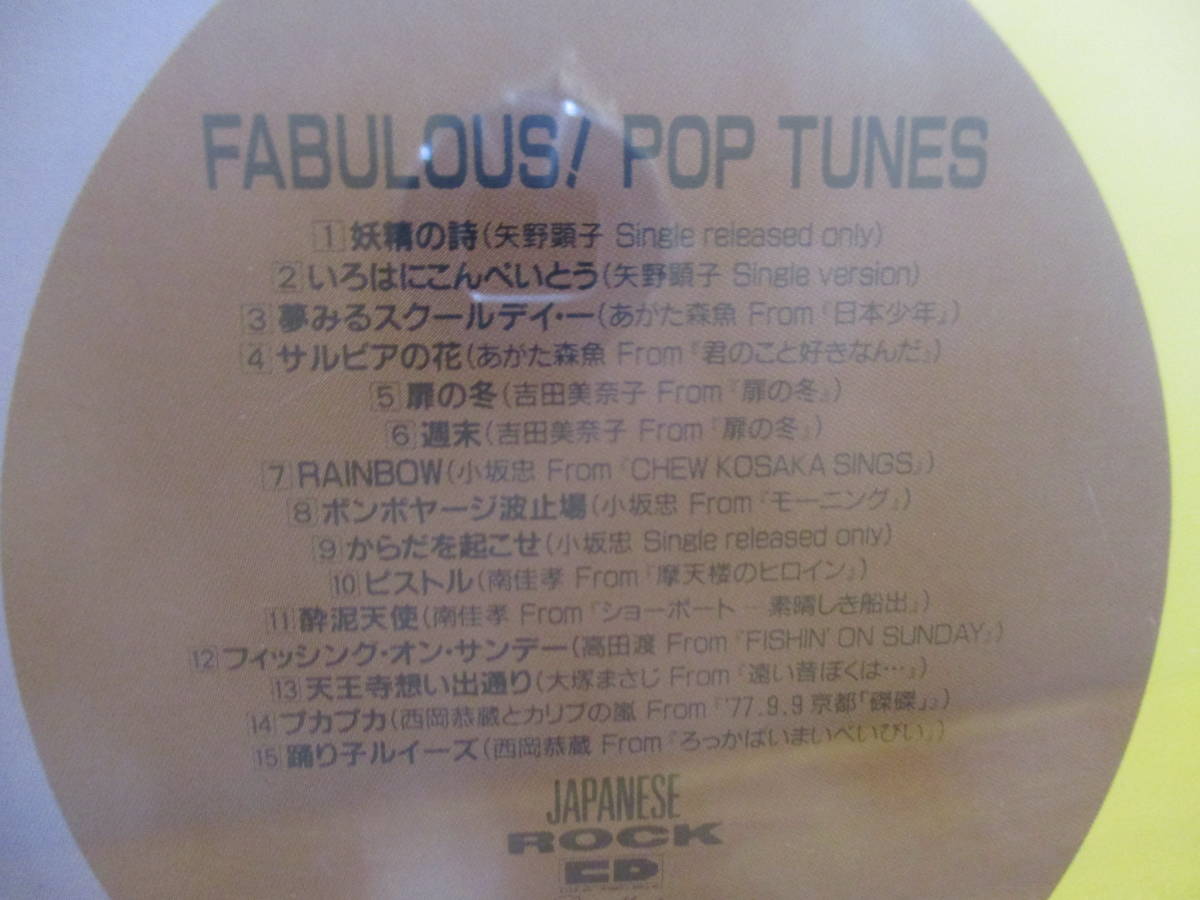 FABULOUS! POP TUNES
1 妖精の詩(矢野顕子 Single released only)
2 いろはにこんぺいとう(矢野顕子 Single version)
3 夢みるスクールデイ・ー(あがた森魚 From『日本少年』)
4 サルビアの花(あがた森魚 From『君のこと好きなんだ』)
5 扉の冬(吉田美奈子 From『扉の冬』)
6 週末(吉田美奈子 From『扉の冬』)
7 RAINBOW(小坂忠 From『CHEW KOSAKA SINGS』)
8 ボンボヤージ波止場(小坂忠 From『モーニング』)
9 からだを起こせ(小坂忠 Single released only)
10 ピストル(南佳孝 From『摩天楼のヒロイン』)
11 酔泥天使(南佳孝 From『ショーボート−素晴しき船出』)
12 フィッシング・オン・サンデー(高田渡 From『FISHIN' ON SUNDAY』)
13 天王寺想い出通り(大塚まさじ From『遠い昔ぼくは…』)
14 プカプカ(西岡恭蔵とカリブの嵐 From『'77.9.9京都「磔磔」』)
15 踊り子ルイーズ(西岡恭蔵 From『ろっかばいまいべいびい』)
JAPANESE
ROCK
CD